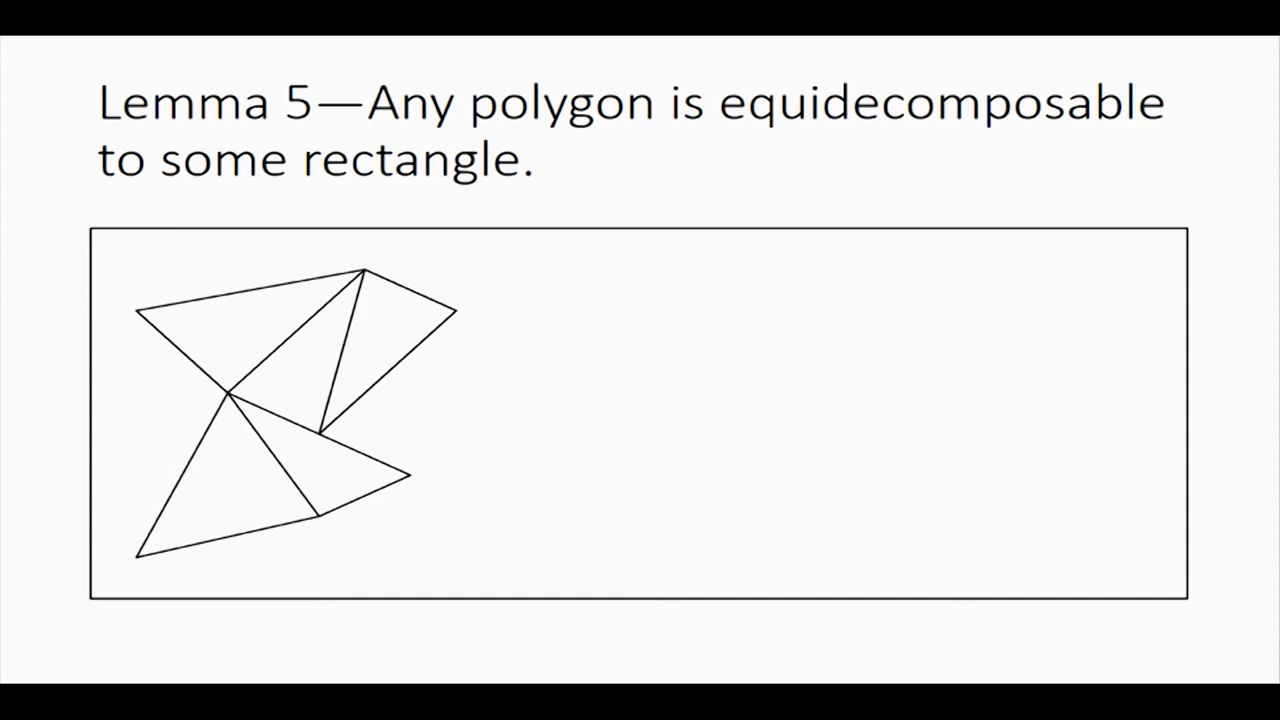 Lemma 5—Any polygon is equidecomposable
to some rectangle.